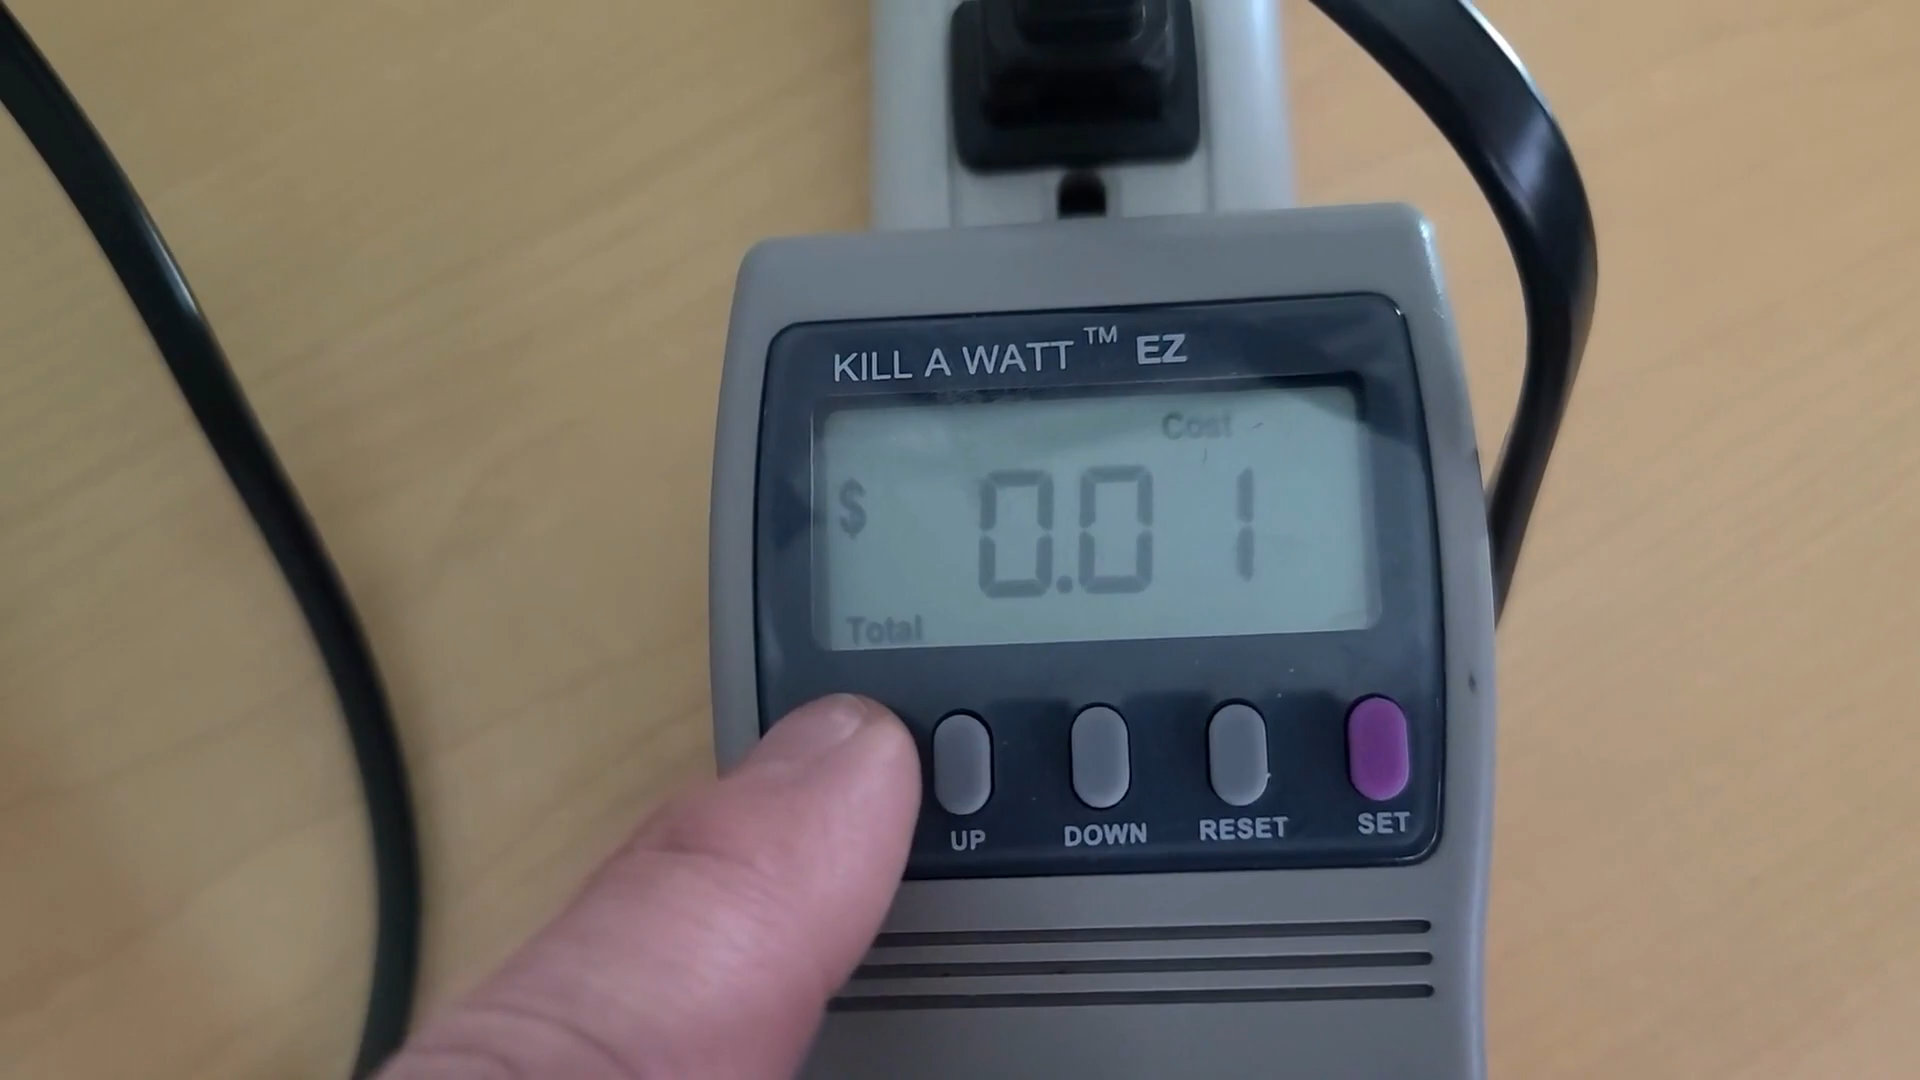 KILL A WATT™ EZ
Cost
$ 0.01
Total
UP DOWN RESET SET